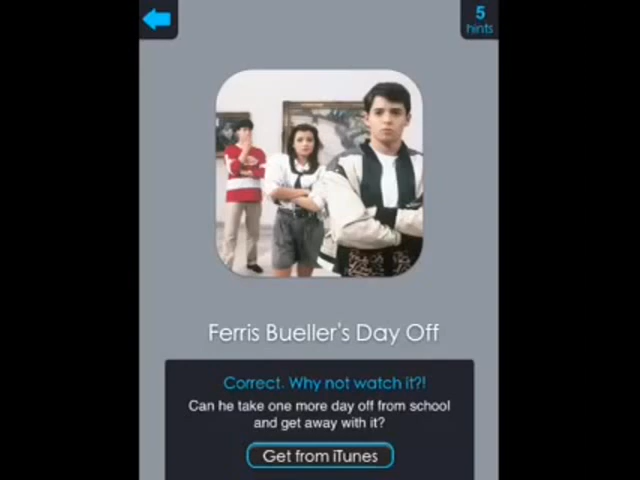 5
hints
Ferris Bueller's Day Off
Correct. Why not watch it?!
Can he take one more day off from school
and get away with it?
Get from iTunes